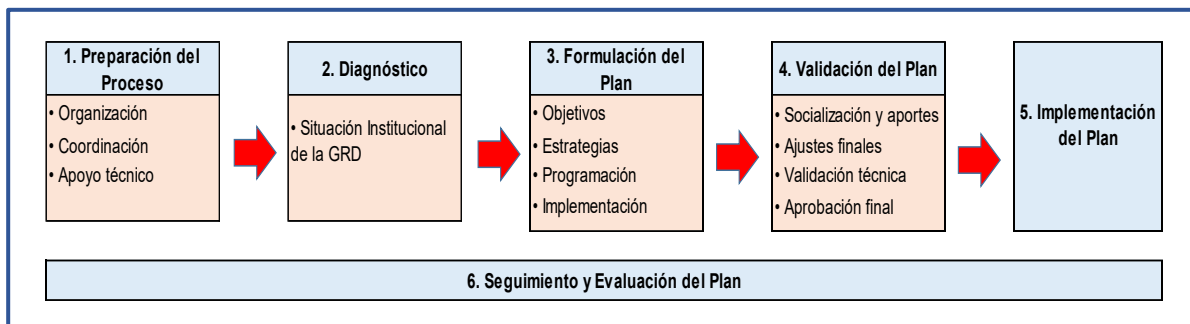 1. Preparación del
Proceso
• Organización
• Coordinación
• Apoyo técnico
2. Diagnóstico
• Situación Institucional
de la GRD
3. Formulación del
Plan
• Objetivos
• Estrategias
• Programación
• Implementación
4. Validación del Plan
• Socialización y aportes
• Ajustes finales
• Validación técnica
• Aprobación final
5. Implementación
del Plan
6. Seguimiento y Evaluación del Plan